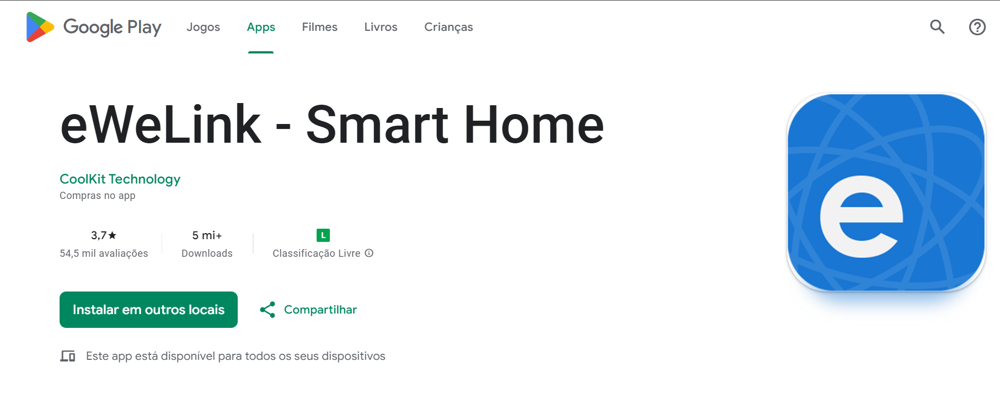 Google Play Jogos Apps Filmes Livros Crianças
eWeLink - Smart Home
CoolKit Technology
Compras no app
3,7★ 5 mi+ L
54,5 mil avaliações Downloads Classificação Livre
Instalar em outros locais Compartilhar
Este app está disponível para todos os seus dispositivos
e